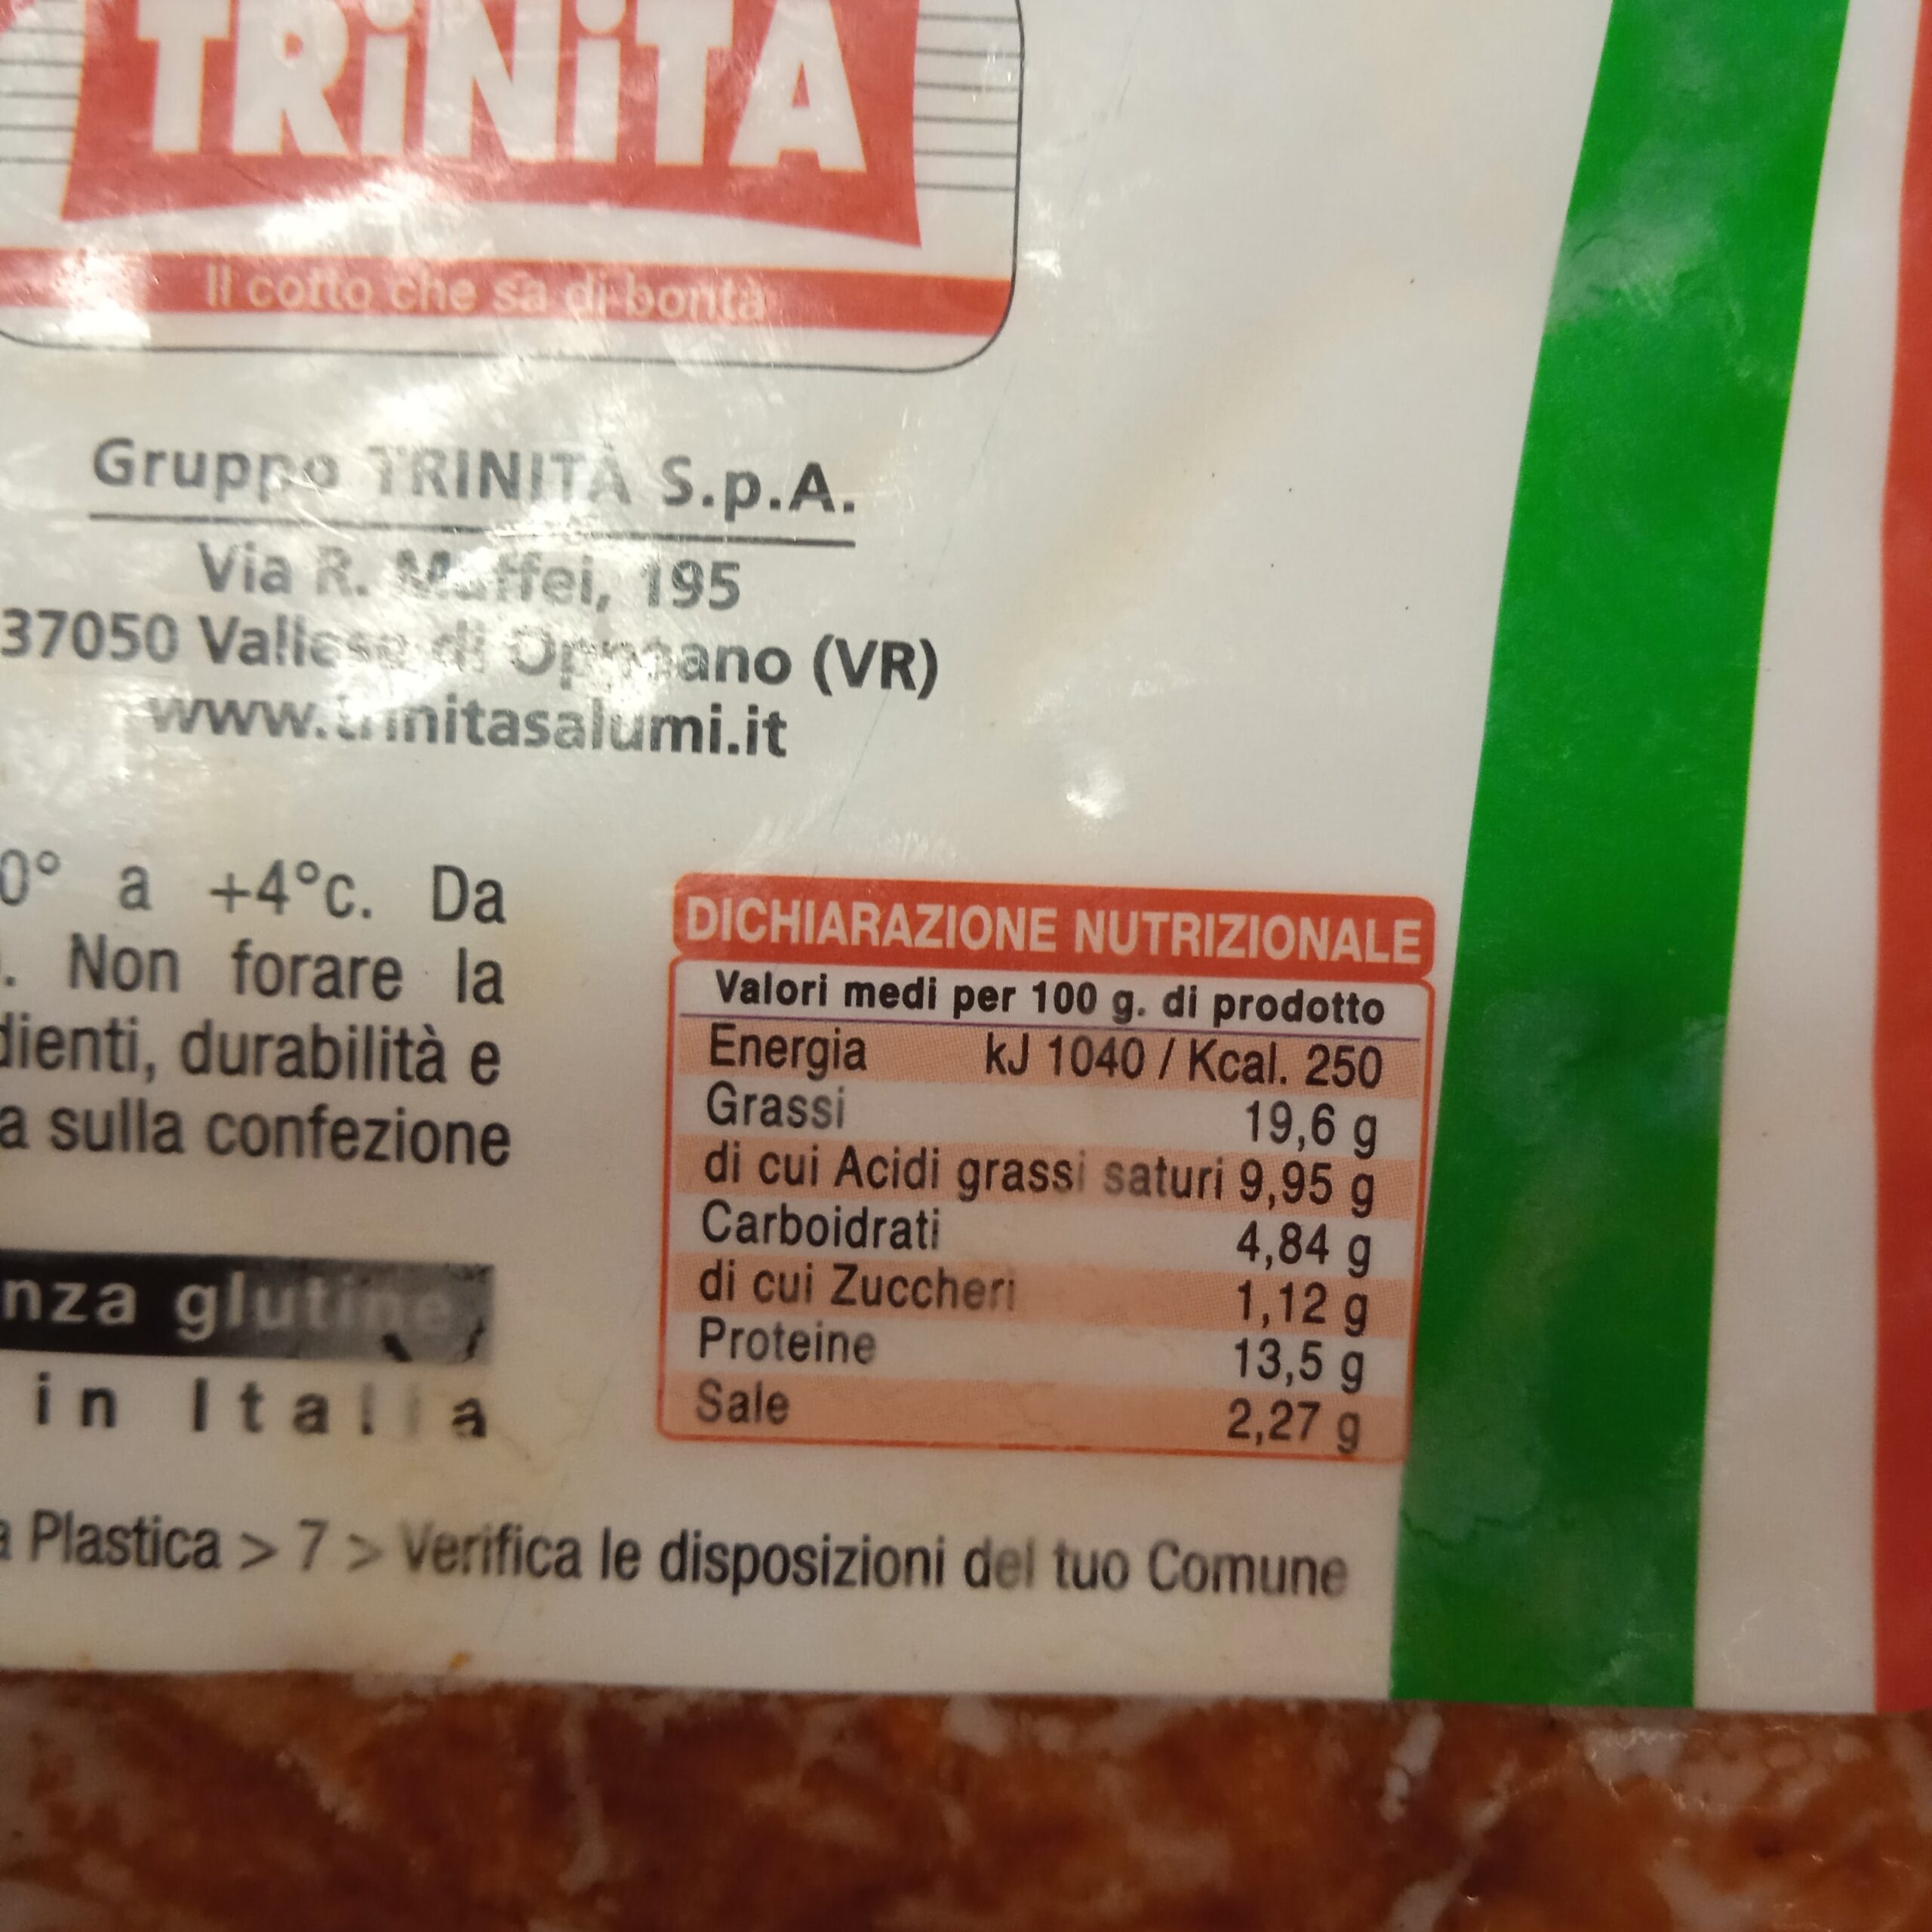 TRiNiTA
Il cotto che sa di bontà
Gruppo TRINITÀ S.p.A.
Via R. Maffei, 195
37050 Vallese di Oppeano (VR)
www.trinitasalumi.it
0° a +4°c. Da
. Non forare la
dienti, durabilità e
a sulla confezione
nza glutine
in Italia
DICHIARAZIONE NUTRIZIONALE
Valori medi per 100 g. di prodotto
Energia kJ 1040 / Kcal. 250
Grassi 19,6 g
di cui Acidi grassi saturi 9,95 g
Carboidrati 4,84 g
di cui Zuccheri 1,12 g
Proteine 13,5 g
Sale 2,27 g
a Plastica > 7 > Verifica le disposizioni del tuo Comune